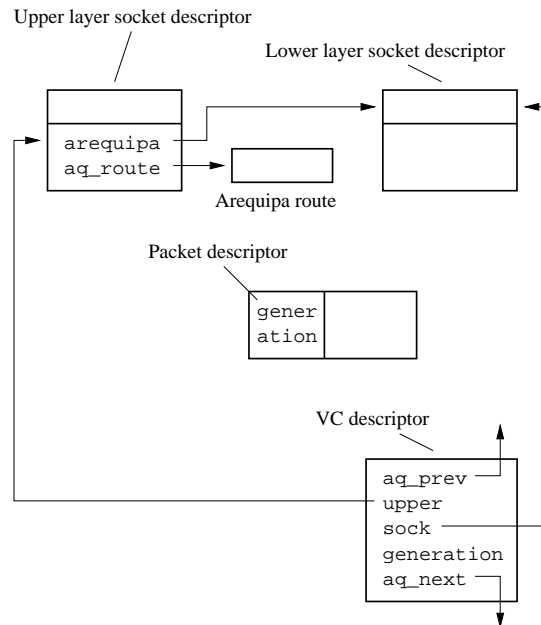 Upper layer socket descriptor
Lower layer socket descriptor
arequipa
aq_route
Arequipa route
Packet descriptor
gener
ation
VC descriptor
aq_prev
upper
sock
generation
aq_next